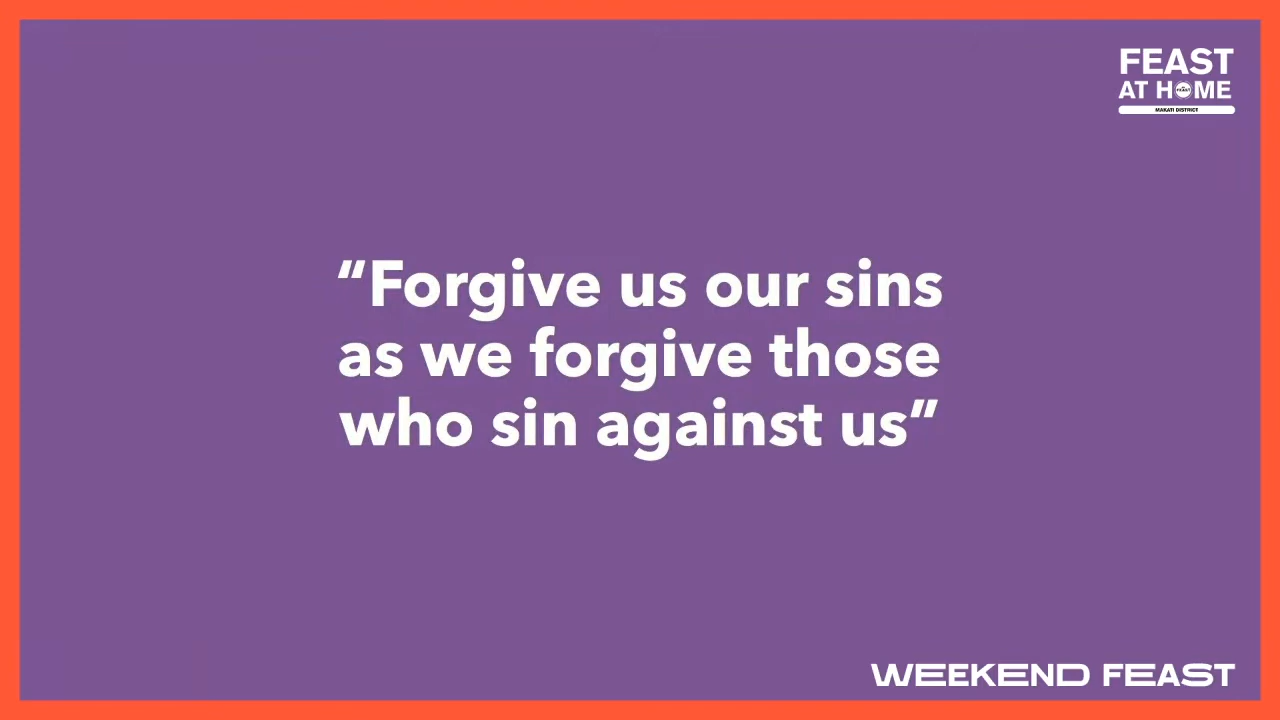 FEAST
AT HOME
MAKATI DISTRICT
“Forgive us our sins
as we forgive those
who sin against us”
WEEKEND FEAST